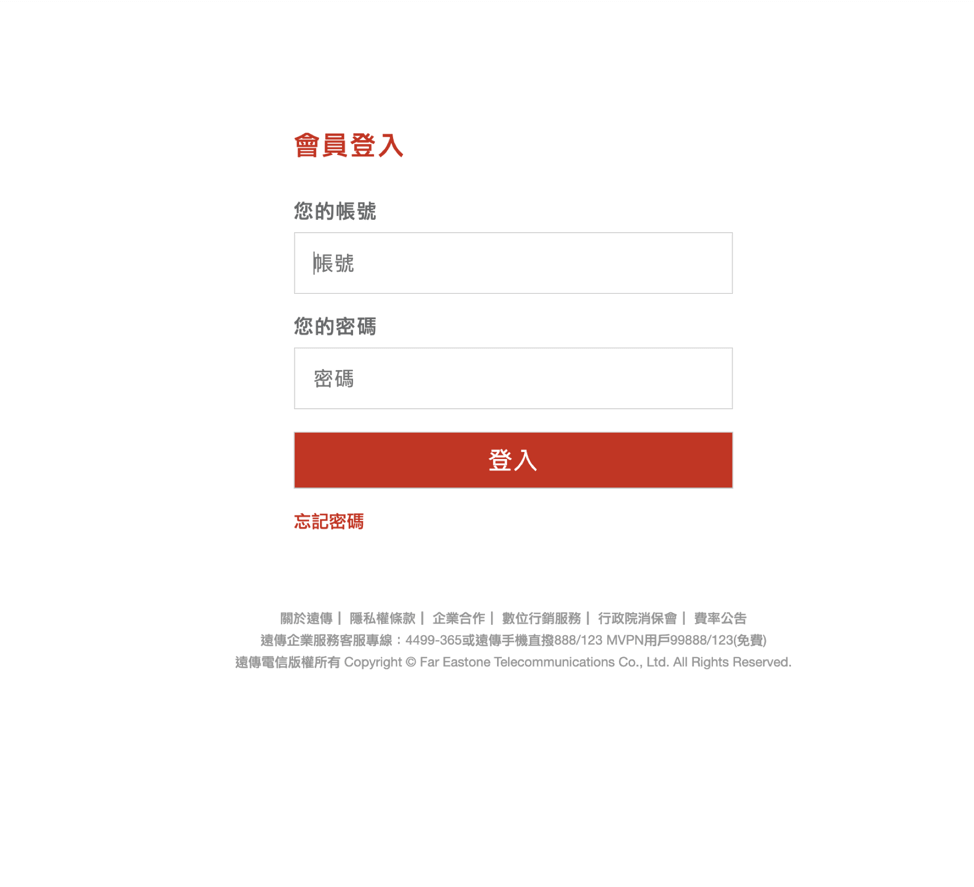 會員登入
您的帳號
帳號
您的密碼
密碼
登入
忘記密碼
關於遠傳 | 隱私權條款 | 企業合作 | 數位行銷服務 | 行政院消保會 | 費率公告
遠傳企業服務客服專線：4499-365或遠傳手機直撥888/123 MVPN用戶99888/123(免費)
遠傳電信版權所有 Copyright © Far Eastone Telecommunications Co., Ltd. All Rights Reserved.